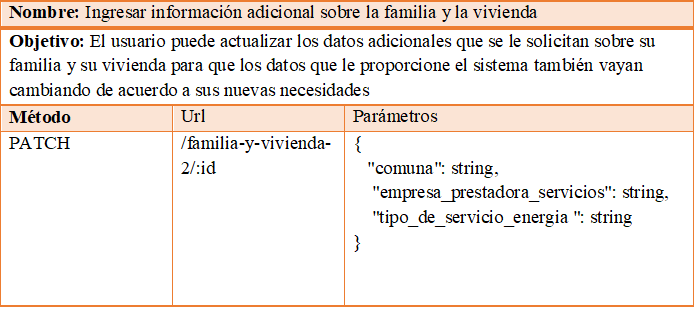 Nombre: Ingresar información adicional sobre la familia y la vivienda
Objetivo: El usuario puede actualizar los datos adicionales que se le solicitan sobre su
familia y su vivienda para que los datos que le proporcione el sistema también vayan
cambiando de acuerdo a sus nuevas necesidades
Método Url Parámetros
PATCH /familia-y-vivienda- {
2/:id "comuna": string,
"empresa_prestadora_servicios": string,
"tipo_de_servicio_energia ": string
}